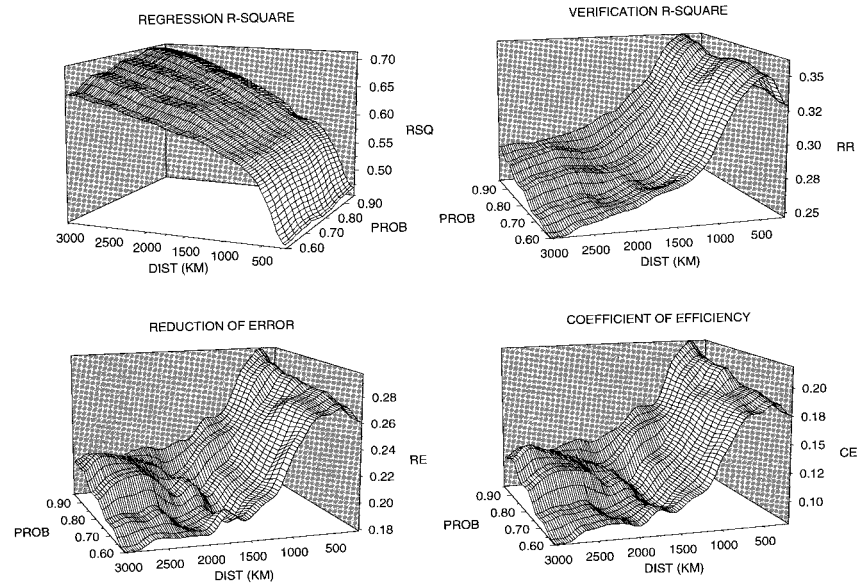 REGRESSION R-SQUARE
0.70
0.65
0.60
0.55
0.50
RSQ
0.90
0.80
0.70
0.60
PROB
3000 2500 2000 1500 1000 500
DIST (KM)
VERIFICATION R-SQUARE
0.35
0.32
0.30
0.28
0.25
RR
0.90
0.80
0.70
0.60
PROB
3000 2500 2000 1500 1000 500
DIST (KM)
REDUCTION OF ERROR
0.28
0.26
0.24
0.22
0.20
0.18
RE
0.90
0.80
0.70
0.60
PROB
3000 2500 2000 1500 1000 500
DIST (KM)
COEFFICIENT OF EFFICIENCY
0.20
0.18
0.15
0.12
0.10
CE
0.90
0.80
0.70
0.60
PROB
3000 2500 2000 1500 1000 500
DIST (KM)